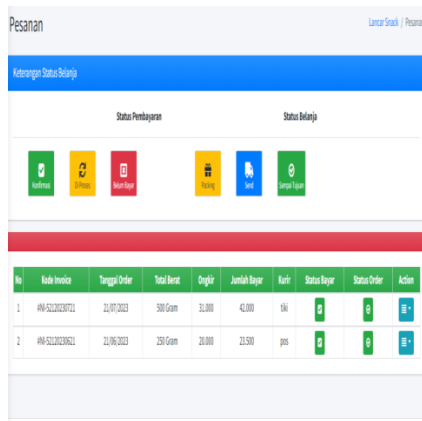 Pesanan
Lancar Snack / Pesanan
Keterangan Status Belanja
Status Pembayaran
Status Belanja
Konfirmasi
Di Proses
Belum Bayar
Packing
Send
Sampai Tujuan
No Kode Invoice Tanggal Order Total Berat Ongkir Jumlah Bayar Kurir Status Bayar Status Order Action
1 #NI-52120230721 21/07/2023 500 Gram 31.000 42.000 tiki
2 #NI-52120230621 21/06/2023 250 Gram 20.000 23.500 pos